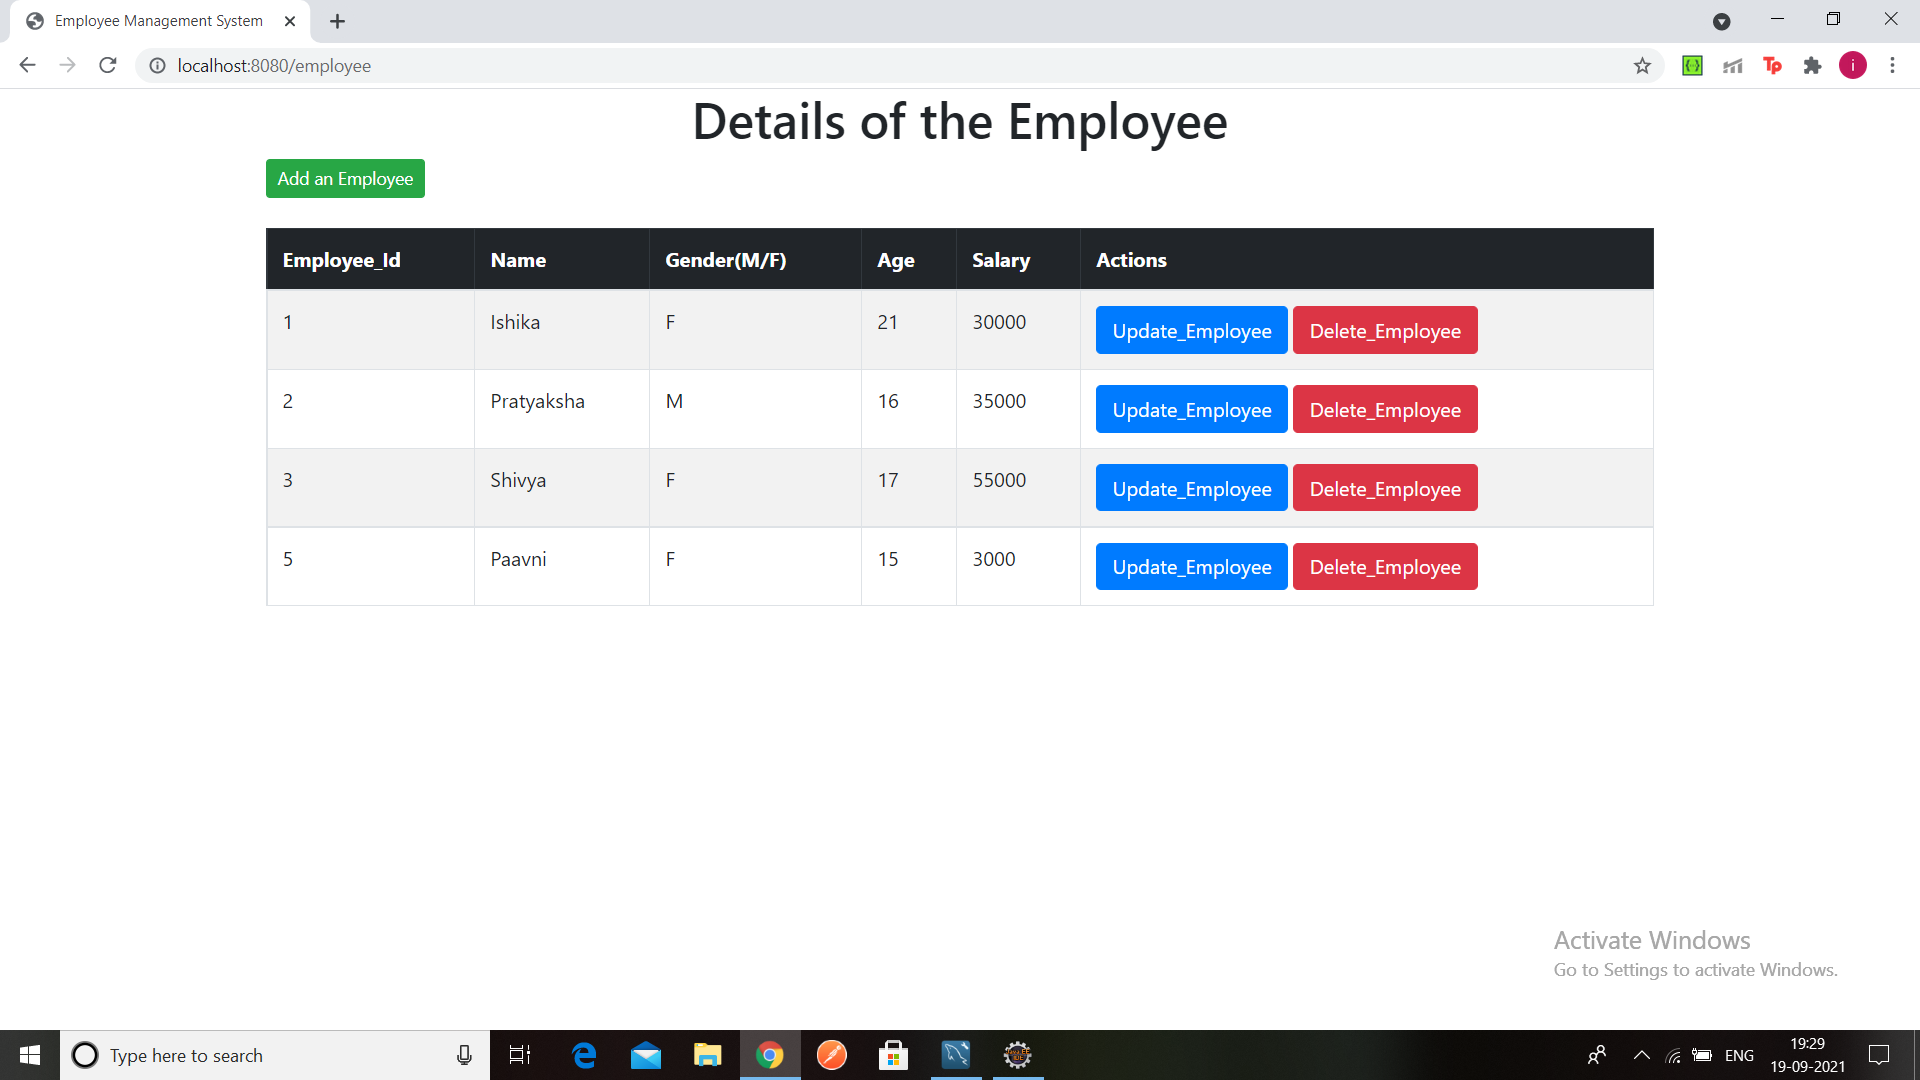 Employee Management System
localhost:8080/employee
i
Details of the Employee
Add an Employee
Employee_Id Name Gender(M/F) Age Salary Actions
1 Ishika F 21 30000 Update_Employee Delete_Employee
2 Pratyaksha M 16 35000 Update_Employee Delete_Employee
3 Shivya F 17 55000 Update_Employee Delete_Employee
5 Paavni F 15 3000 Update_Employee Delete_Employee
Activate Windows
Go to Settings to activate Windows.
Type here to search
ENG
19:29
19-09-2021